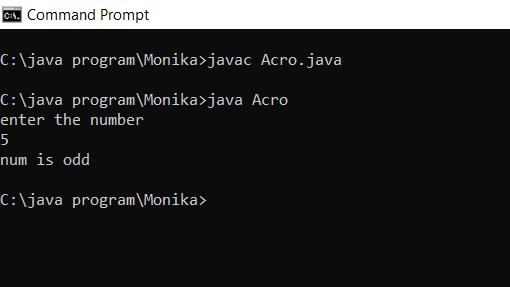 Command Prompt
C:\java program\Monika>javac Acro.java
C:\java program\Monika>java Acro
enter the number
5
num is odd
C:\java program\Monika>